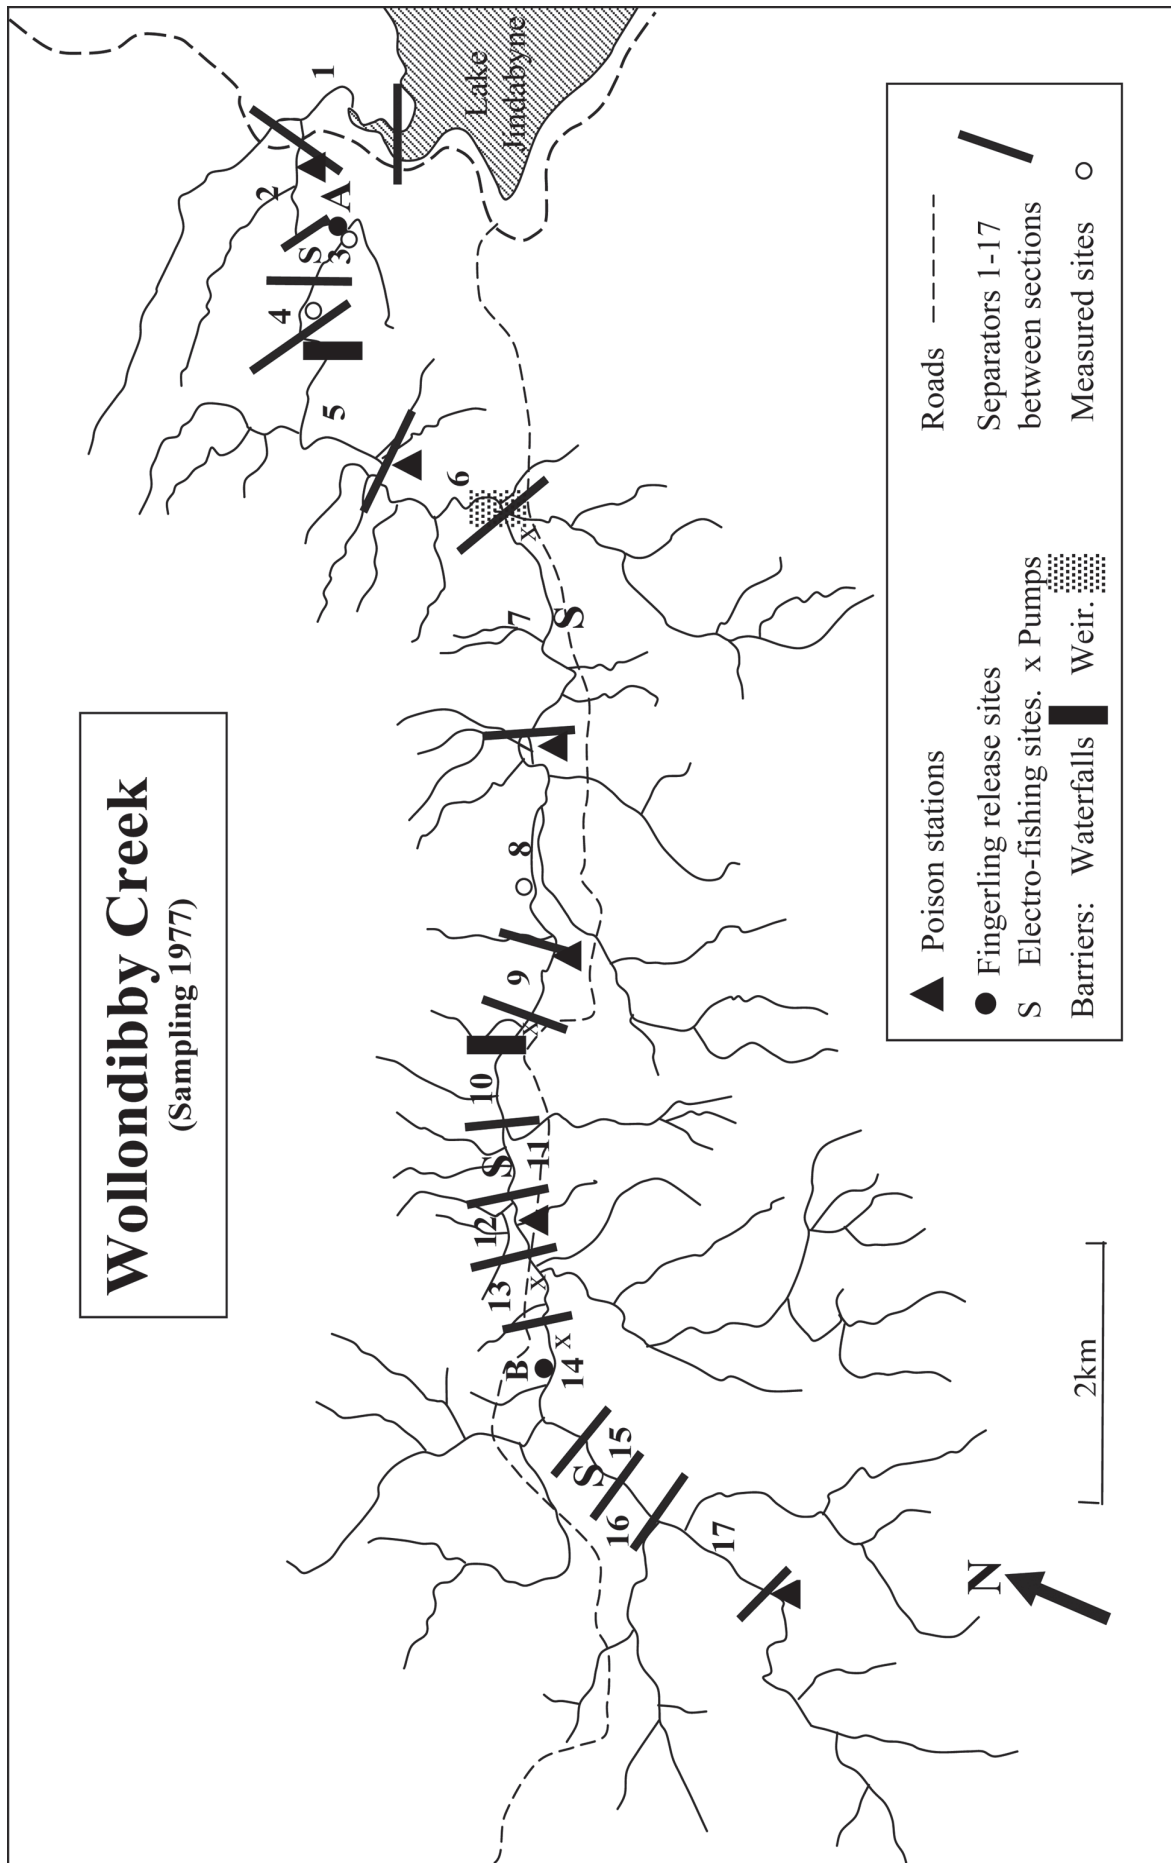 Wollondibby Creek
(Sampling 1977)
Lake
Jindabyne
1
2
A
S
3
4
5
6
x
7
S
8
9
x
10
11
S
12
13
x
x
14
B
15
S
16
17
N
2km
▲ Poison stations
● Fingerling release sites
S Electro-fishing sites. x Pumps
Barriers: Waterfalls Weir.
Roads
Separators 1-17
between sections
Measured sites